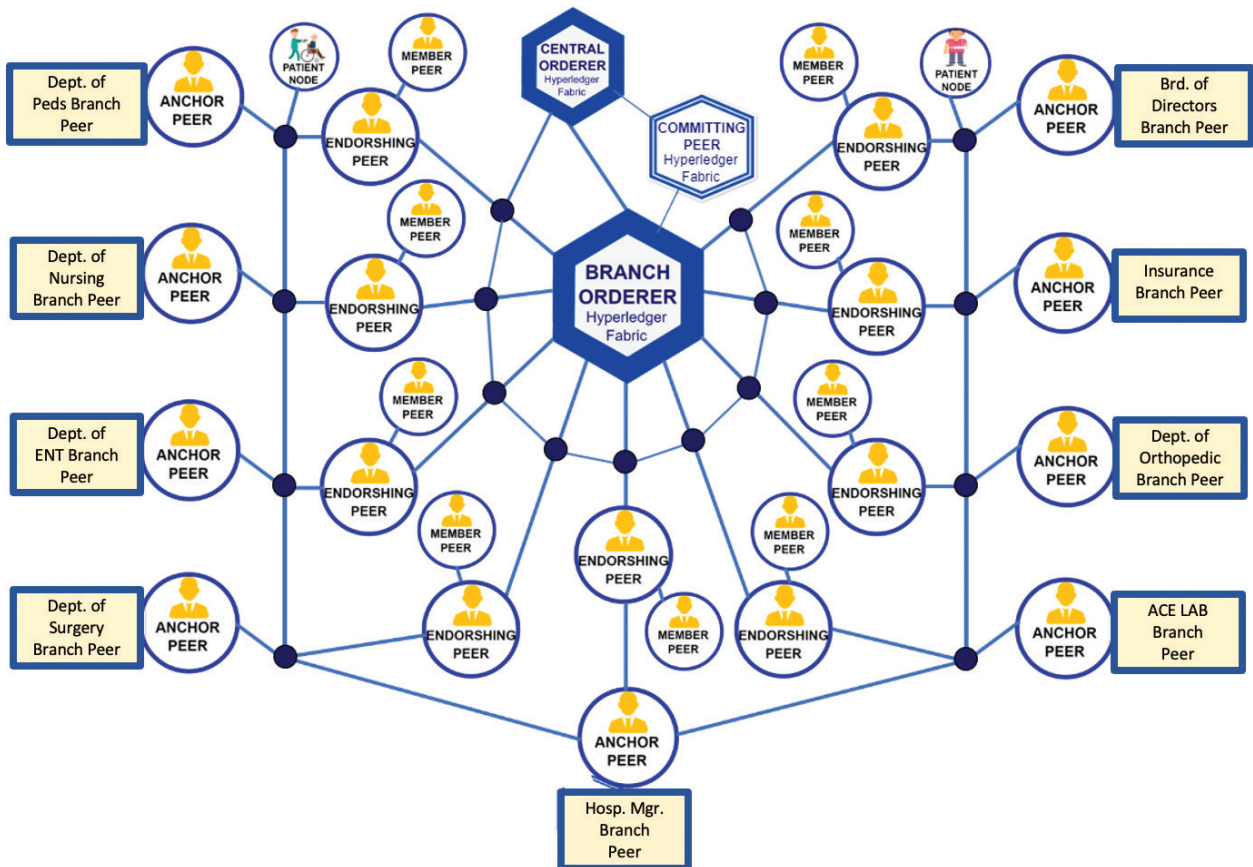 CENTRAL
ORDERER
Hyperledger
Fabric
COMMITTING
PEER
Hyperledger
Fabric
BRANCH
ORDERER
Hyperledger
Fabric
Dept. of
Peds Branch
Peer
ANCHOR
PEER
PATIENT
NODE
MEMBER
PEER
ENDORSHING
PEER
MEMBER
PEER
ENDORSHING
PEER
PATIENT
NODE
ANCHOR
PEER
Brd. of
Directors
Branch Peer
Dept. of
Nursing
Branch Peer
ANCHOR
PEER
MEMBER
PEER
ENDORSHING
PEER
MEMBER
PEER
ENDORSHING
PEER
ANCHOR
PEER
Insurance
Branch Peer
Dept. of
ENT Branch
Peer
ANCHOR
PEER
MEMBER
PEER
ENDORSHING
PEER
MEMBER
PEER
ENDORSHING
PEER
ANCHOR
PEER
Dept. of
Orthopedic
Branch Peer
Dept. of
Surgery
Branch Peer
ANCHOR
PEER
MEMBER
PEER
ENDORSHING
PEER
ENDORSHING
PEER
MEMBER
PEER
MEMBER
PEER
ENDORSHING
PEER
ANCHOR
PEER
ACE LAB
Branch
Peer
ANCHOR
PEER
Hosp. Mgr.
Branch
Peer